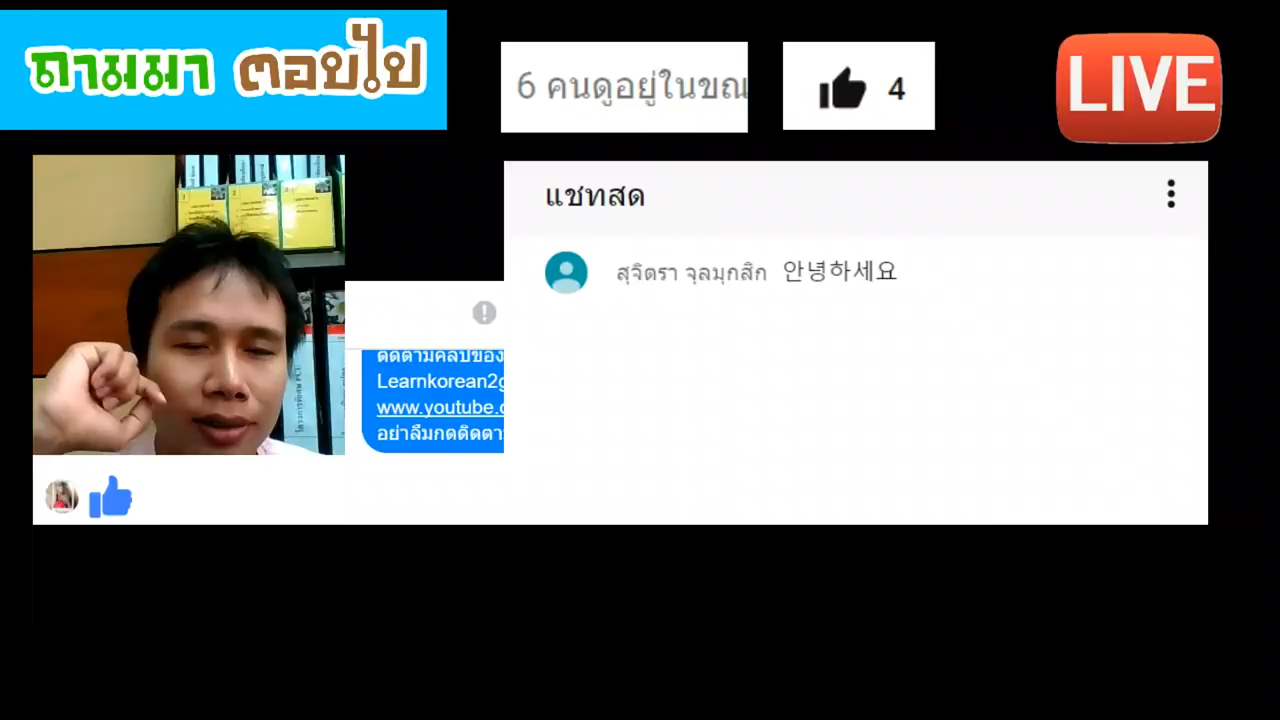 ถามมา ตอบไป
6 คนดูอยู่ในขณ
4
LIVE
แชทสด
สุจิตรา จุลมุกสิก 안녕하세요
ติดตามคลิปของ
Learnkorean2g
www.youtube.c
อย่าลืมกดติดตา